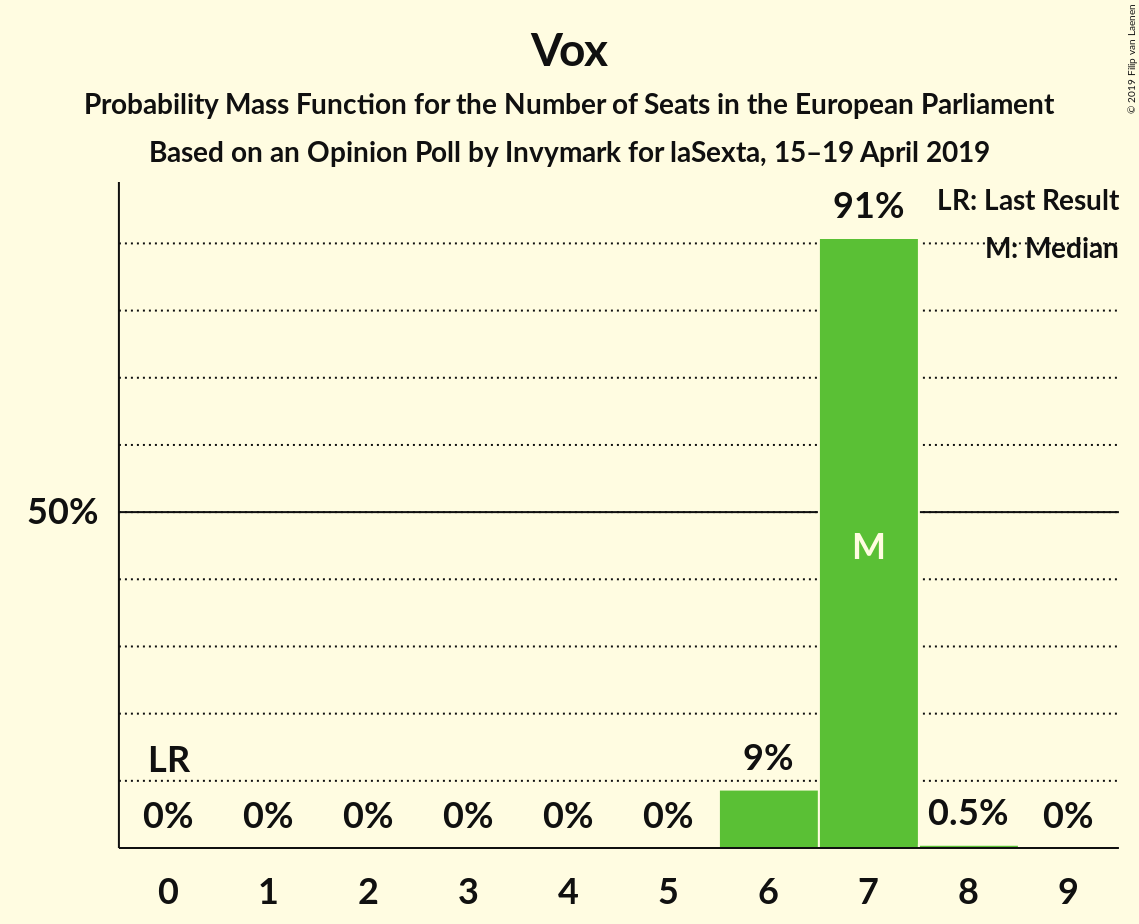 Vox
Probability Mass Function for the Number of Seats in the European Parliament
Based on an Opinion Poll by Invymark for laSexta, 15–19 April 2019
© 2019 Filip van Laenen
LR: Last Result
M: Median
91%
50%
M
LR
9%
0% 0% 0% 0% 0% 0% 0.5% 0%
0 1 2 3 4 5 6 7 8 9